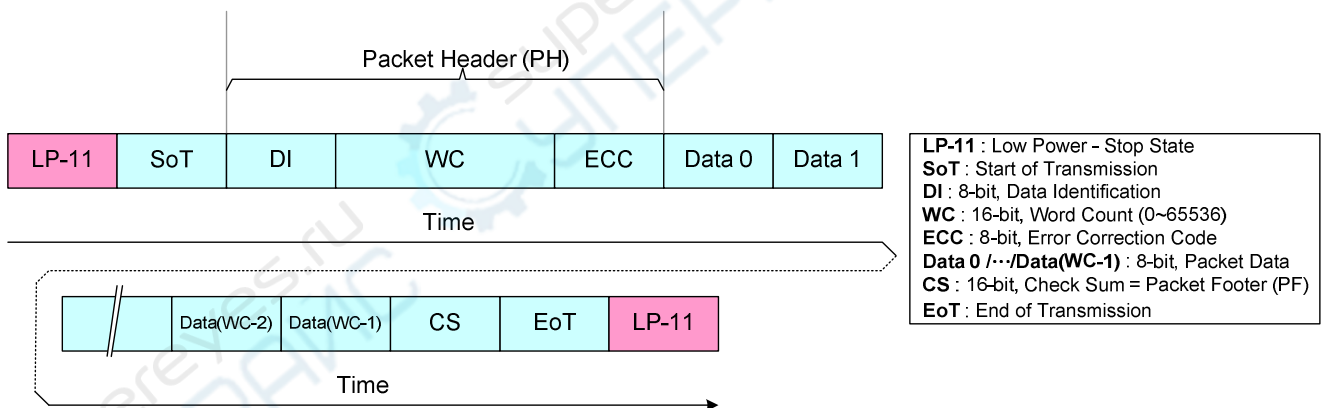 Packet Header (PH)
LP-11 SoT DI WC ECC Data 0 Data 1
Time
Data(WC-2) Data(WC-1) CS EoT LP-11
Time
LP-11 : Low Power - Stop State
SoT : Start of Transmission
DI : 8-bit, Data Identification
WC : 16-bit, Word Count (0~65536)
ECC : 8-bit, Error Correction Code
Data 0 /⋯/Data(WC-1) : 8-bit, Packet Data
CS : 16-bit, Check Sum = Packet Footer (PF)
EoT : End of Transmission